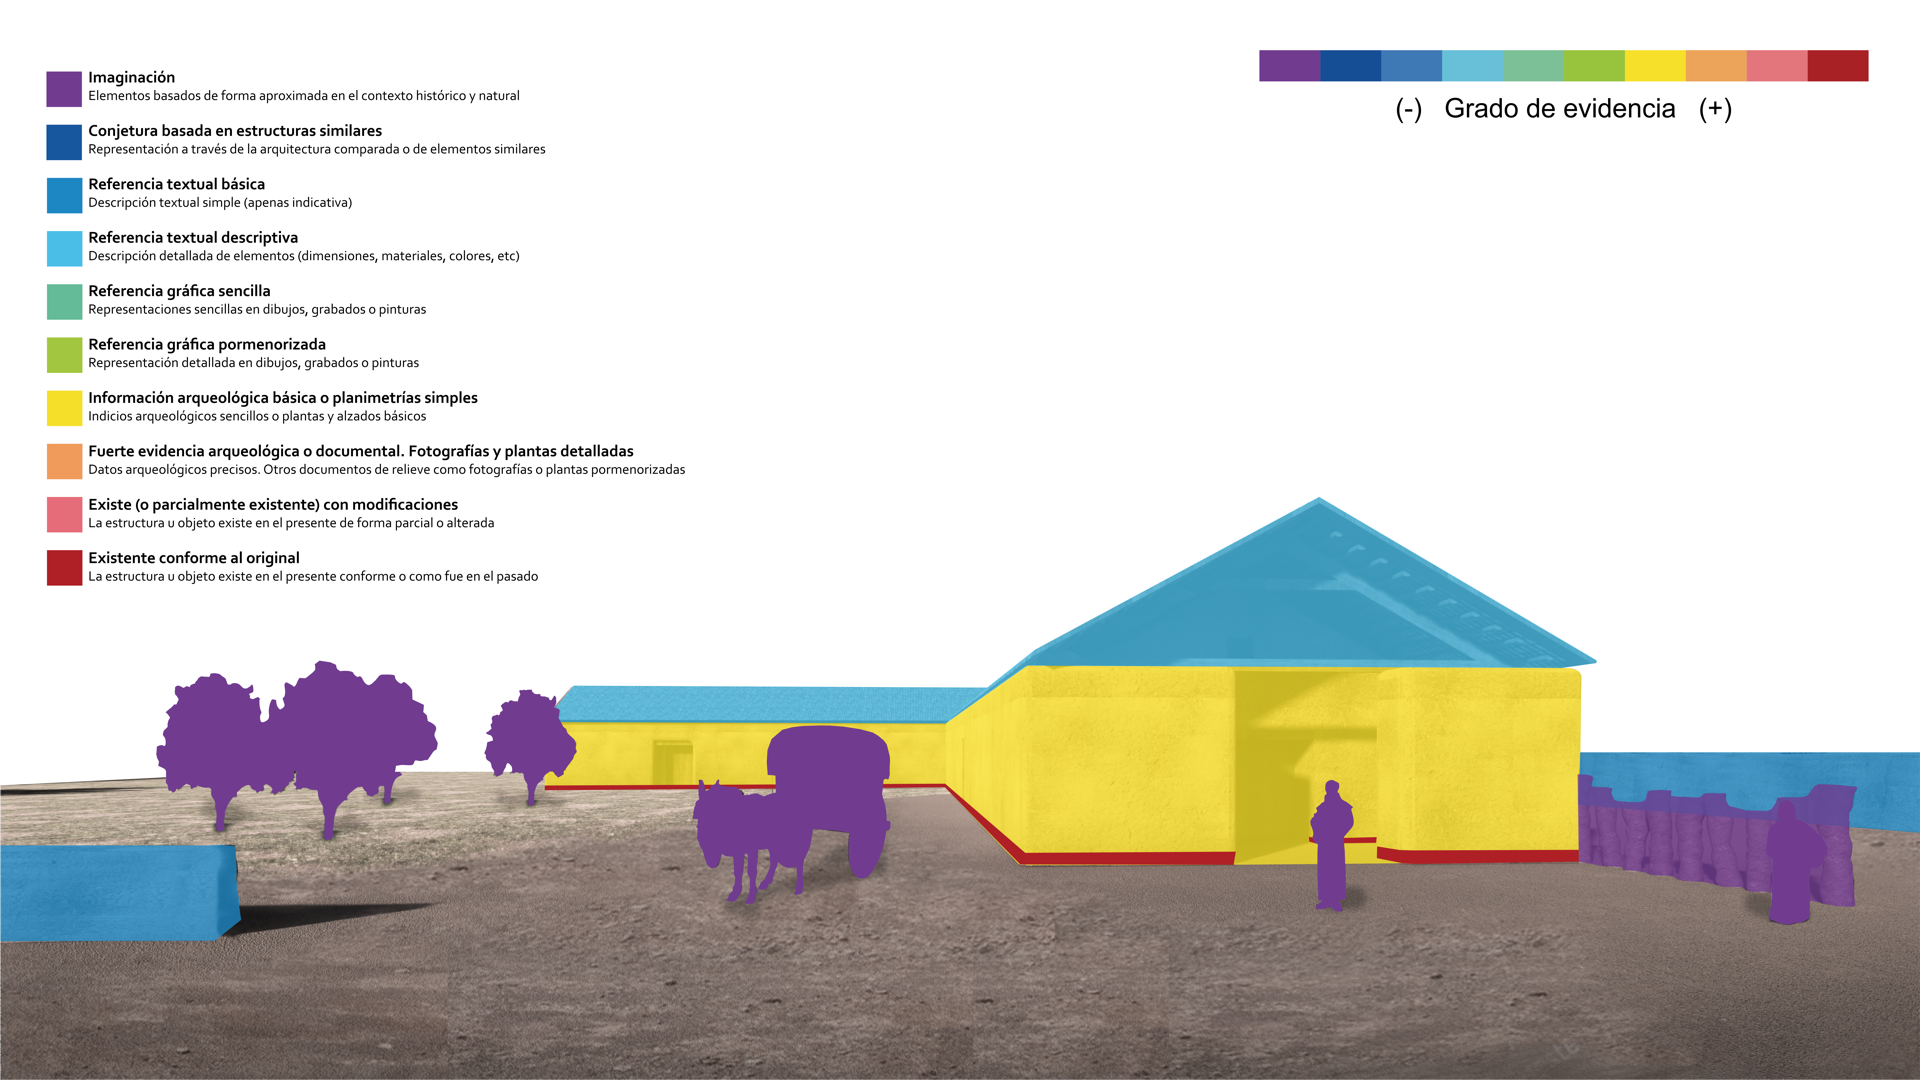 Imaginación
Elementos basados de forma aproximada en el contexto histórico y natural
Conjetura basada en estructuras similares
Representación a través de la arquitectura comparada o de elementos similares
Referencia textual básica
Descripción textual simple (apenas indicativa)
Referencia textual descriptiva
Descripción detallada de elementos (dimensiones, materiales, colores, etc)
Referencia gráfica sencilla
Representaciones sencillas en dibujos, grabados o pinturas
Referencia gráfica pormenorizada
Representación detallada en dibujos, grabados o pinturas
Información arqueológica básica o planimetrías simples
Indicios arqueológicos sencillos o plantas y alzados básicos
Fuerte evidencia arqueológica o documental. Fotografías y plantas detalladas
Datos arqueológicos precisos. Otros documentos de relieve como fotografías o plantas pormenorizadas
Existe (o parcialmente existente) con modificaciones
La estructura u objeto existe en el presente de forma parcial o alterada
Existente conforme al original
La estructura u objeto existe en el presente conforme o como fue en el pasado
(-) Grado de evidencia (+)